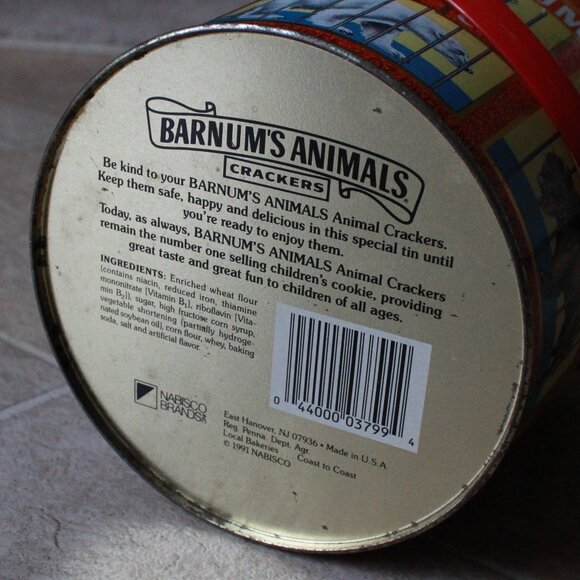 BARNUM'S ANIMALS
CRACKERS
Be kind to your BARNUM'S ANIMALS Animal Crackers.
Keep them safe, happy and delicious in this special tin until
you're ready to enjoy them.
Today, as always, BARNUM'S ANIMALS Animal Crackers
remain the number one selling children's cookie, providing
great taste and great fun to children of all ages.
INGREDIENTS: Enriched wheat flour
(contains niacin, reduced iron, thiamine
mononitrate [Vitamin B1], riboflavin [Vita-
min B2]), sugar, high fructose corn syrup,
vegetable shortening (partially hydroge-
nated soybean oil), corn flour, whey, baking
soda, salt and artificial flavor.
0 44000 03799 4
NABISCO
BRANDS
East Hanover, NJ 07936 • Made in U.S.A.
Reg. Penna. Dept. Agr.
Local Bakeries Coast to Coast
© 1991 NABISCO